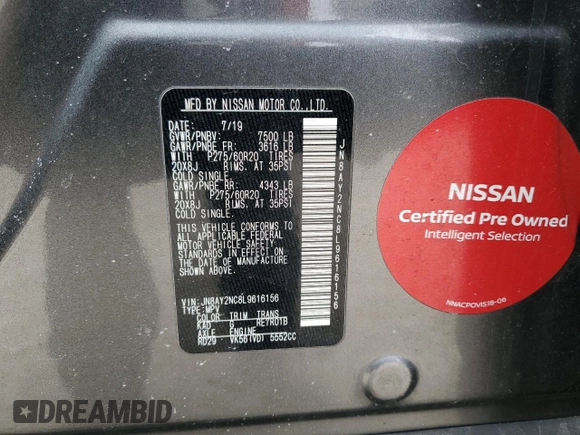 MFD BY NISSAN MOTOR CO.,LTD.
DATE: 7/19
GVWR/PNBV: 7500 LB
GAWR/PNBE FR: 3616 LB
WITH P275/60R20 TIRES
20X8J RIMS. AT 35PSI
COLD SINGLE.
GAWR/PNBE RR: 4343 LB
WITH P275/60R20 TIRES
20X8J RIMS. AT 35PSI
COLD SINGLE.
THIS VEHICLE CONFORMS TO
ALL APPLICABLE FEDERAL
MOTOR VEHICLE SAFETY
STANDARDS IN EFFECT ON
THE DATE OF MANUFACTURE
VIN: JN8AY2NC8L9616156
TYPE: MPV
COLOR TRIM TRANS
KAD G RE7R01B
AXLE ENGINE
RD29 VK56(VD) 5552CC
JN8AY2NC8L9616156
NISSAN
Certified Pre Owned
Intelligent Selection
NNACPOVIS18-06
DREAMBID